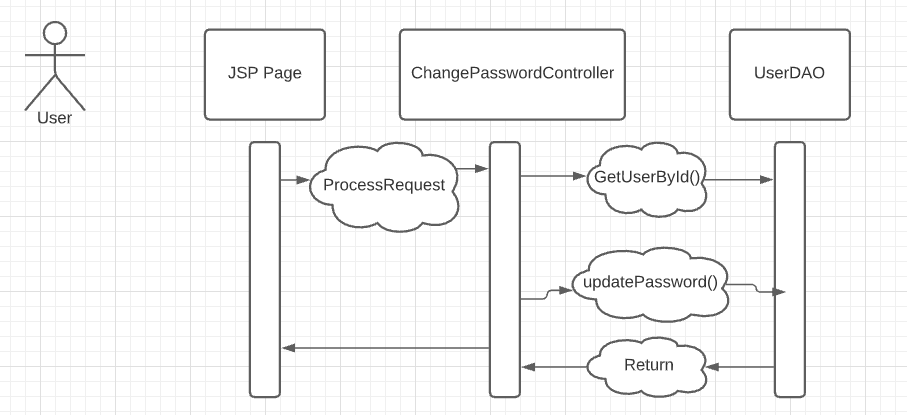 JSP Page
ChangePasswordController
UserDAO
User
ProcessRequest
GetUserById()
updatePassword()
Return